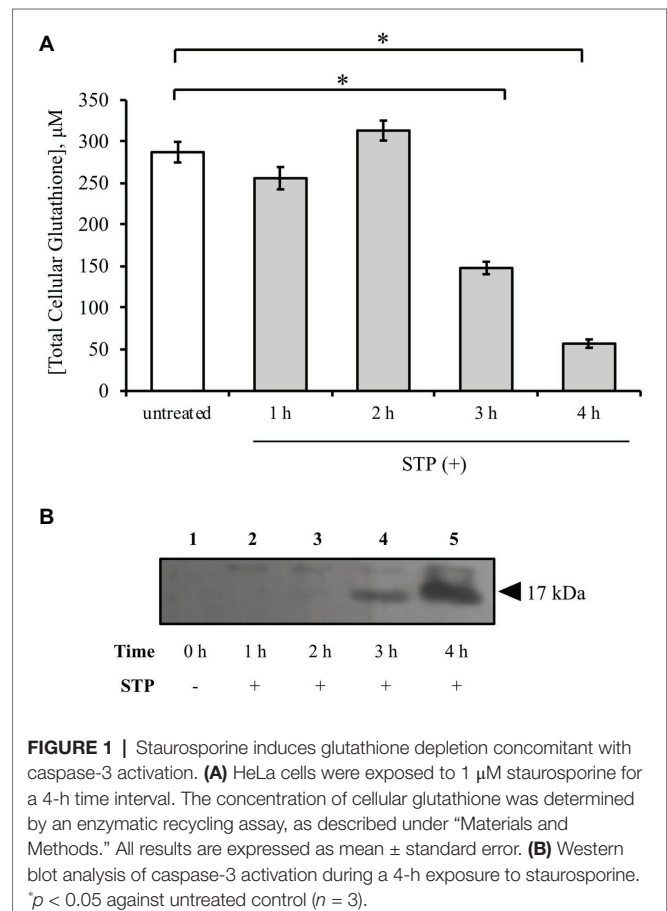 A
*
*
350
300
250
200
150
100
50
0
[Total Cellular Glutathione], μM
untreated
1 h
2 h
3 h
4 h
STP (+)
B
1 2 3 4 5
17 kDa
Time 0 h 1 h 2 h 3 h 4 h
STP - + + + +
FIGURE 1 | Staurosporine induces glutathione depletion concomitant with
caspase-3 activation. (A) HeLa cells were exposed to 1 μM staurosporine for
a 4-h time interval. The concentration of cellular glutathione was determined
by an enzymatic recycling assay, as described under “Materials and
Methods.” All results are expressed as mean ± standard error. (B) Western
blot analysis of caspase-3 activation during a 4-h exposure to staurosporine.
*p < 0.05 against untreated control (n = 3).